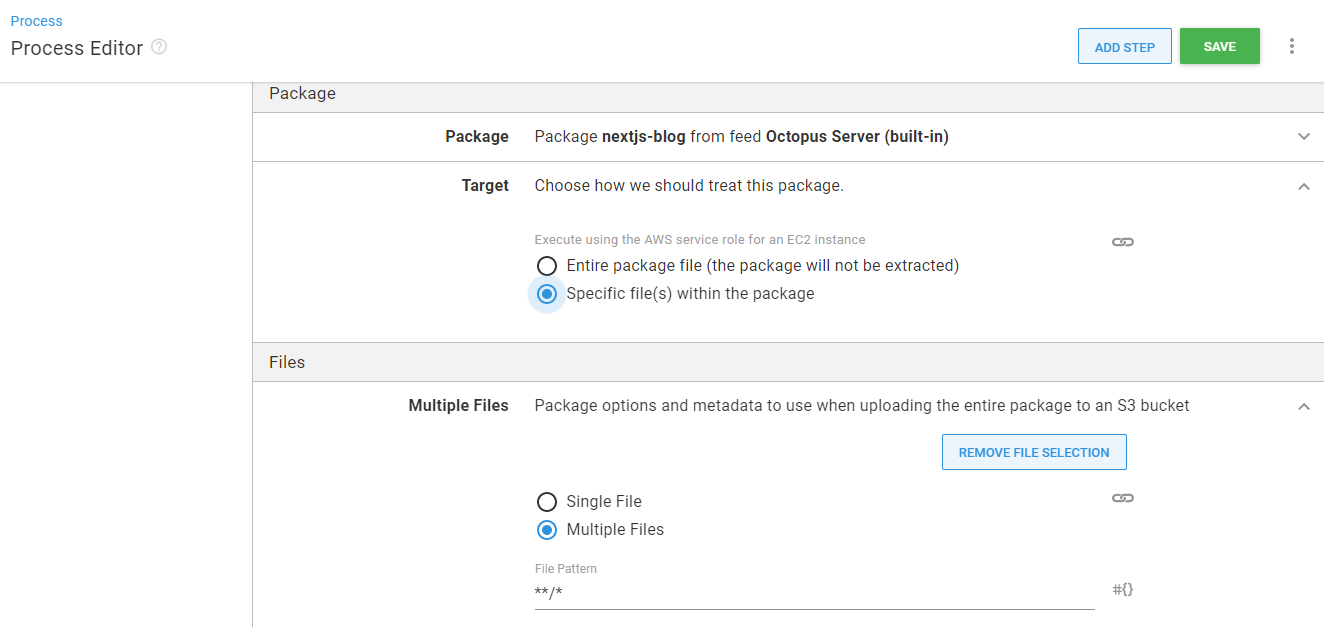 Process
Process Editor
ADD STEP
SAVE
Package
Package Package nextjs-blog from feed Octopus Server (built-in)
Target Choose how we should treat this package.
Execute using the AWS service role for an EC2 instance
Entire package file (the package will not be extracted)
Specific file(s) within the package
Files
Multiple Files Package options and metadata to use when uploading the entire package to an S3 bucket
REMOVE FILE SELECTION
Single File
Multiple Files
File Pattern
**/*
#{}